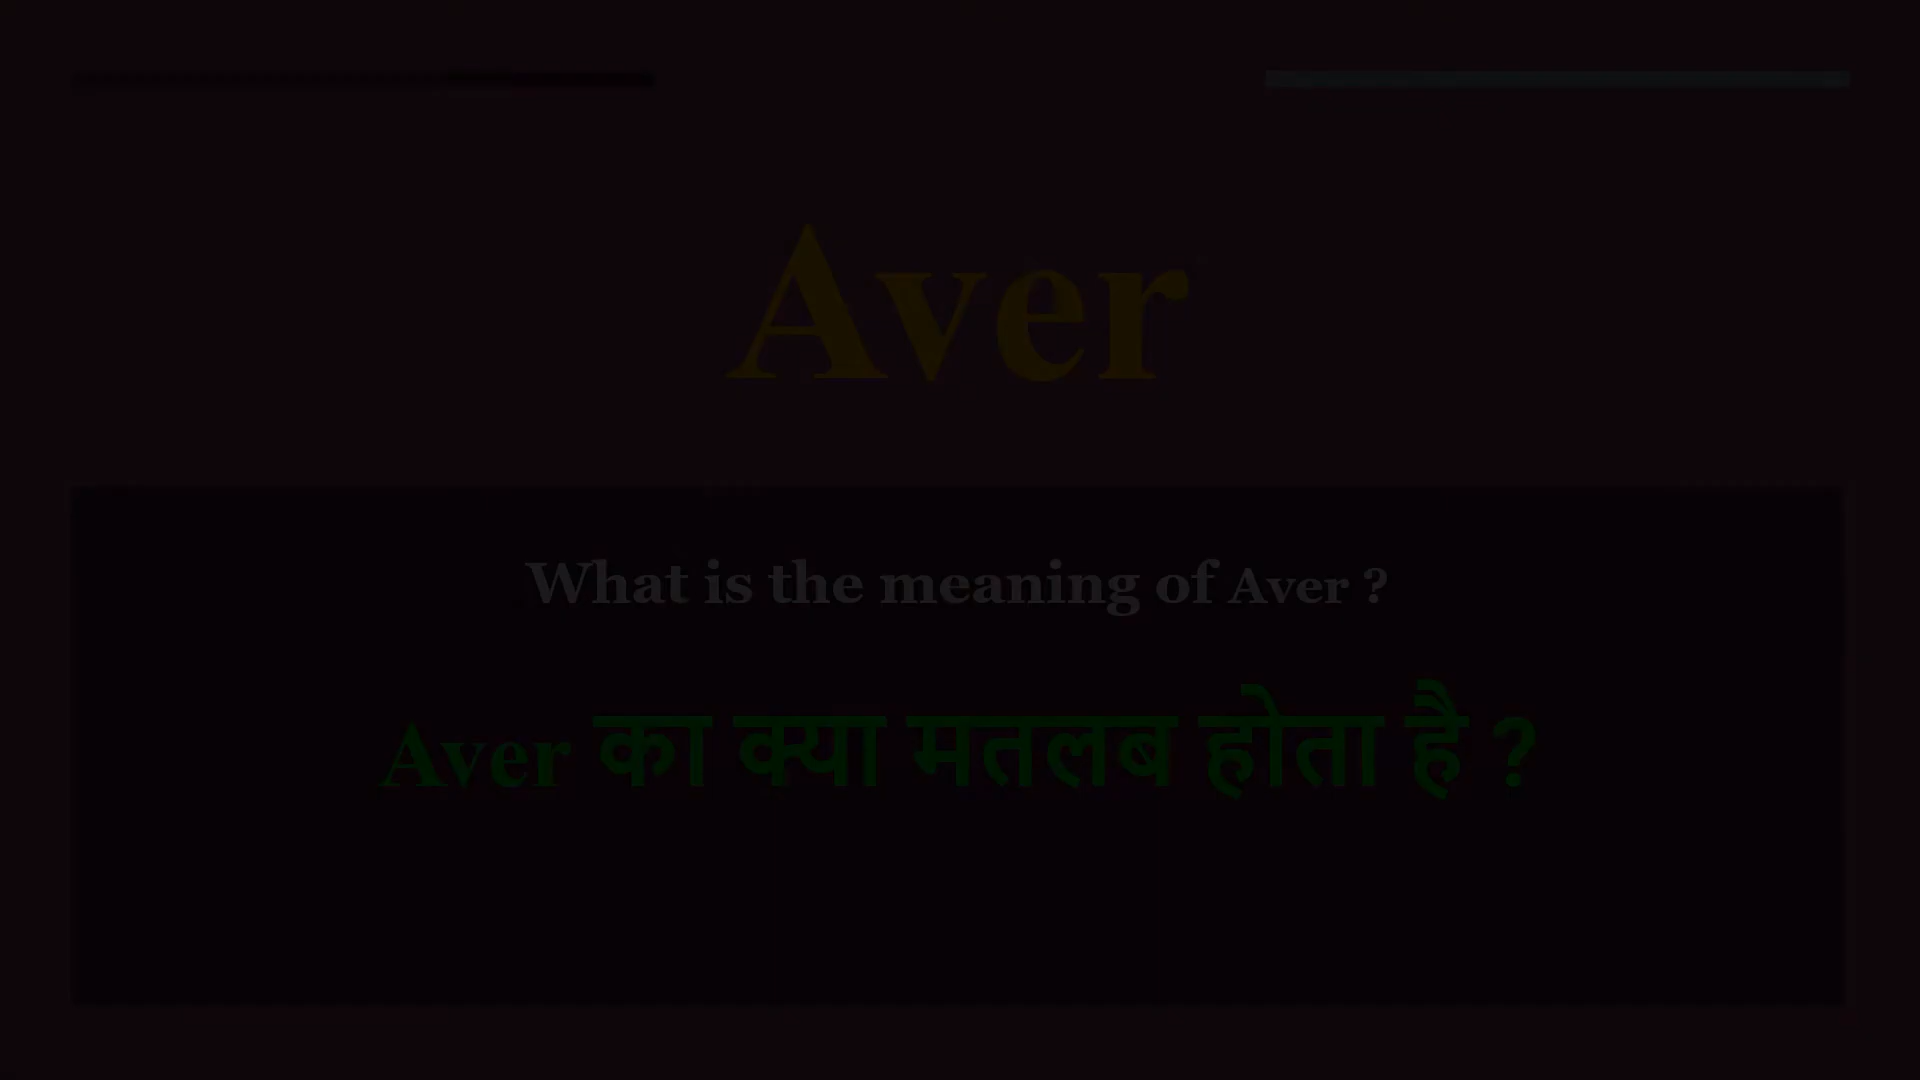 Aver
What is the meaning of Aver ?
Aver का क्या मतलब होता है ?